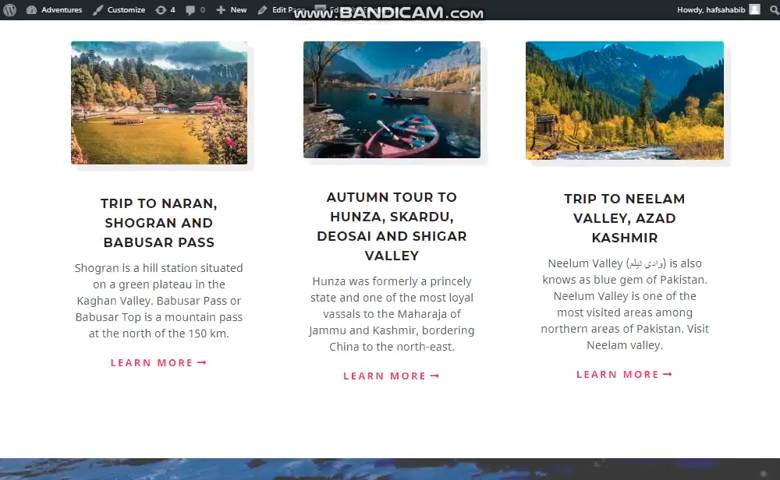 Adventures Customize 4 0 New Edit Page Howdy, hafsahabib
www.BANDICAM.com
TRIP TO NARAN,
SHOGRAN AND
BABUSAR PASS
Shogran is a hill station situated
on a green plateau in the
Kaghan Valley. Babusar Pass or
Babusar Top is a mountain pass
at the north of the 150 km.
LEARN MORE
AUTUMN TOUR TO
HUNZA, SKARDU,
DEOSAI AND SHIGAR
VALLEY
Hunza was formerly a princely
state and one of the most loyal
vassals to the Maharaja of
Jammu and Kashmir, bordering
China to the north-east.
LEARN MORE
TRIP TO NEELAM
VALLEY, AZAD
KASHMIR
Neelum Valley (وادی نیلم) is also
known as blue gem of Pakistan.
Neelum Valley is one of the
most visited areas among
northern areas of Pakistan. Visit
Neelam valley.
LEARN MORE